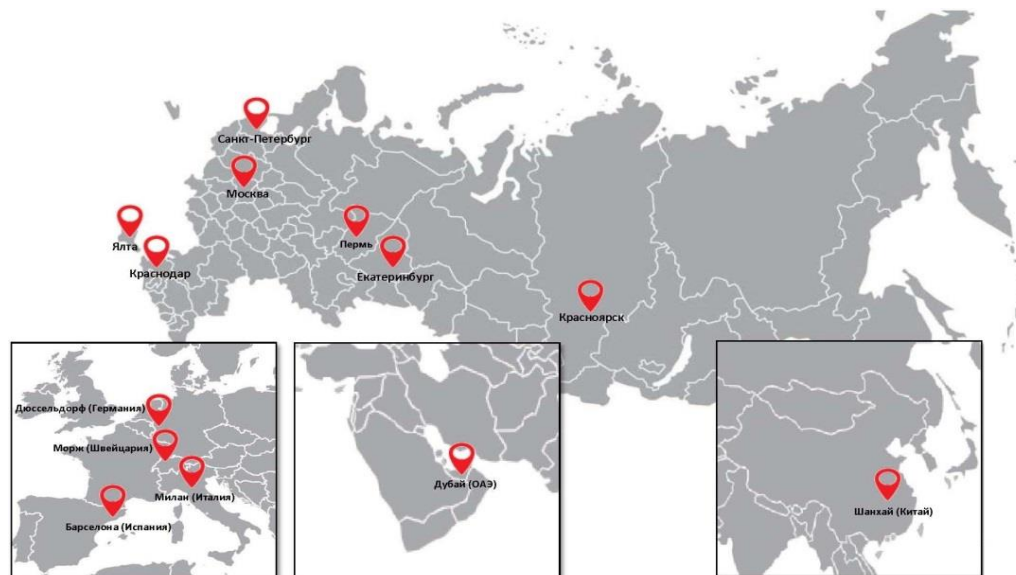 Санкт-Петербург
Москва
Ялта
Пермь
Краснодар
Екатеринбург
Красноярск
Дюссельдорф (Германия)
Морж (Швейцария)
Милан (Италия)
Барселона (Испания)
Дубай (ОАЭ)
Шанхай (Китай)